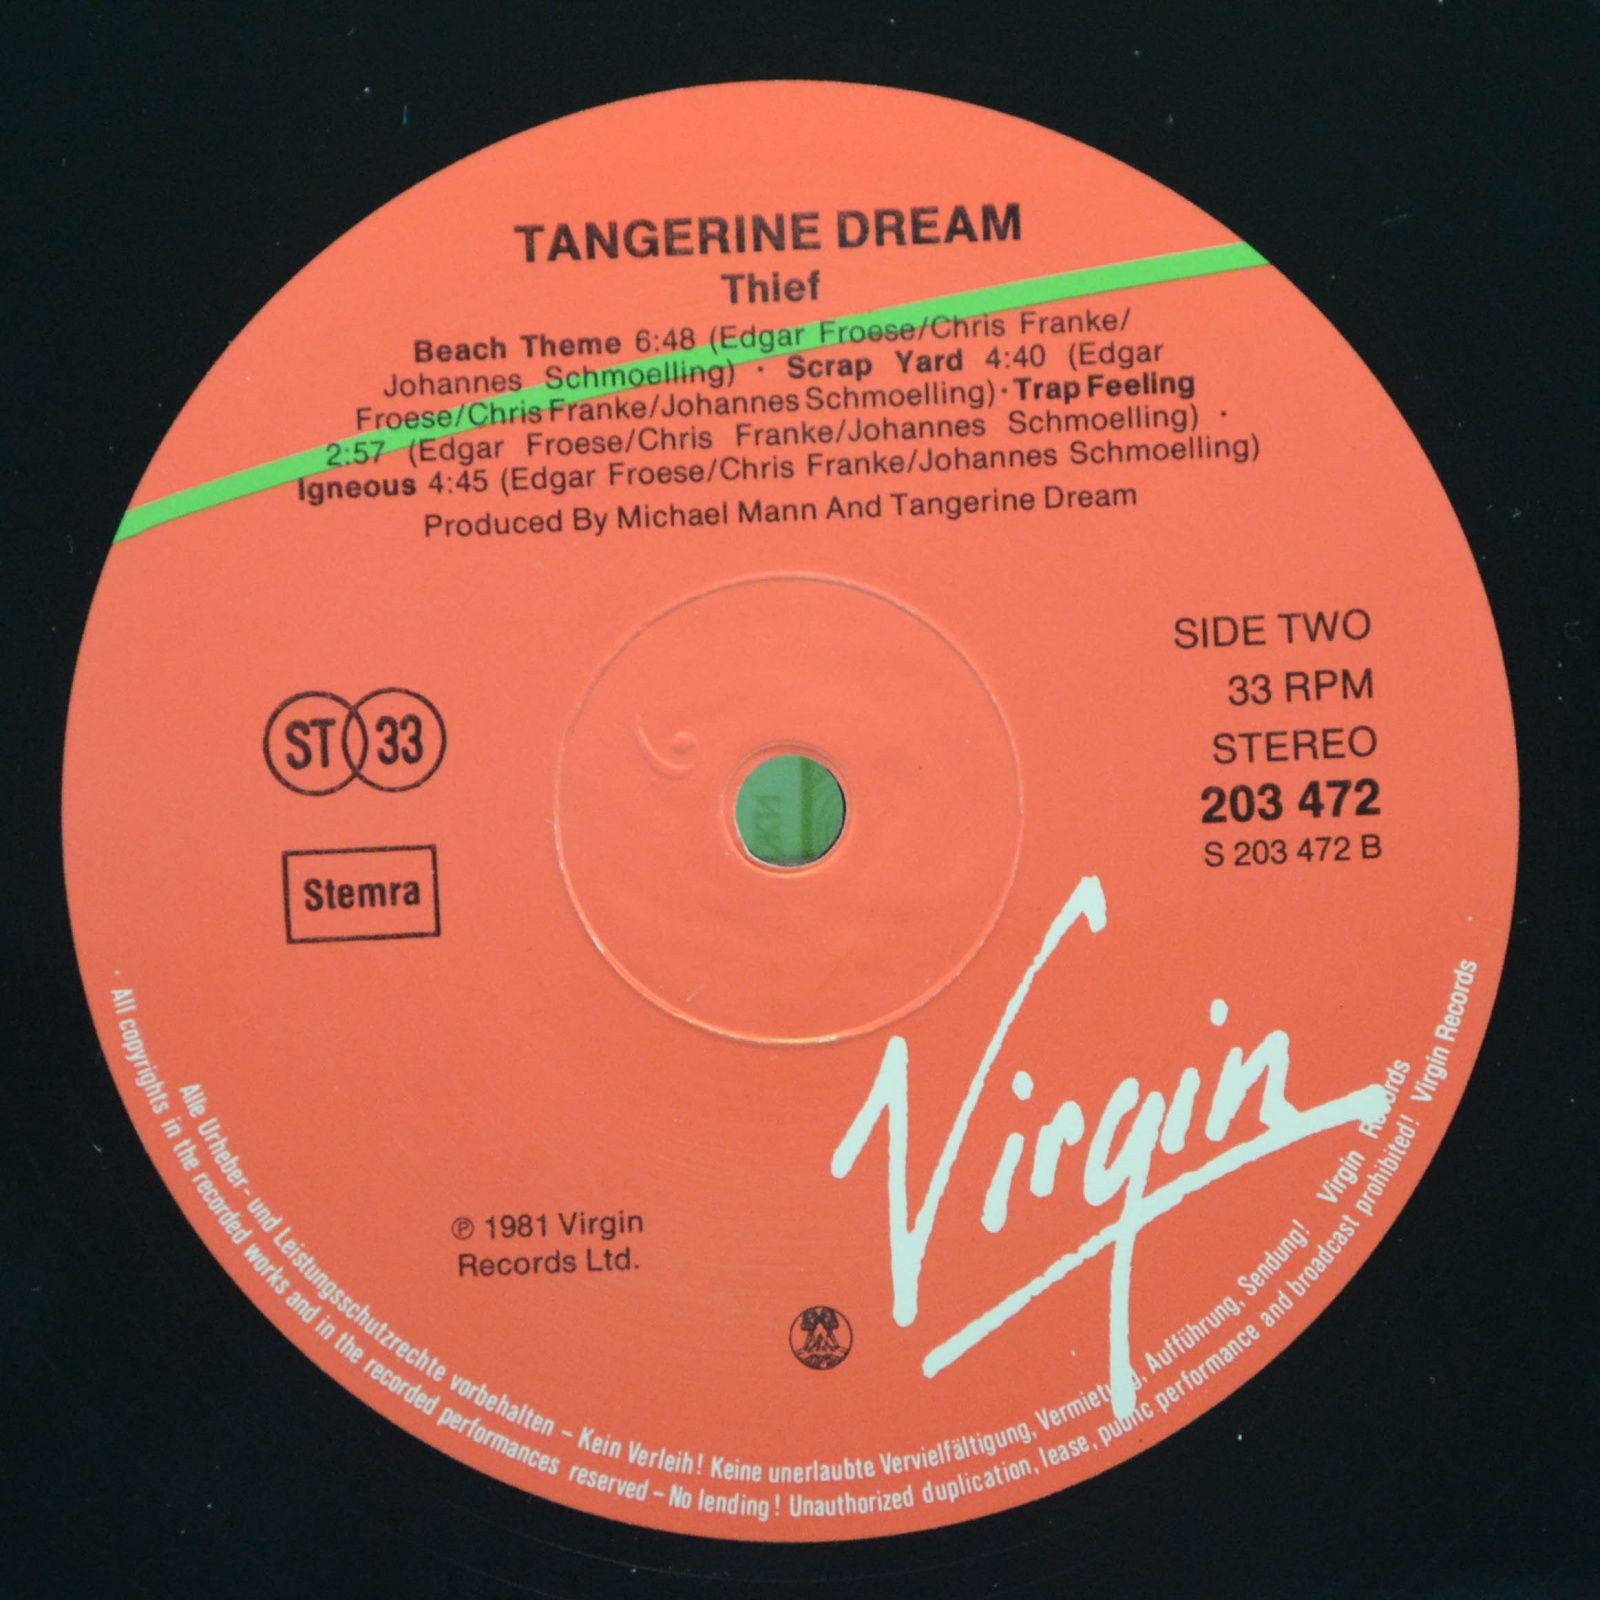 TANGERINE DREAM
Thief
Beach Theme 6:48 (Edgar Froese/Chris Franke/
Johannes Schmoelling) · Scrap Yard 4:40 (Edgar
Froese/Chris Franke/Johannes Schmoelling) · Trap Feeling
2:57 (Edgar Froese/Chris Franke/Johannes Schmoelling) ·
Igneous 4:45 (Edgar Froese/Chris Franke/Johannes Schmoelling)
Produced By Michael Mann And Tangerine Dream
SIDE TWO
33 RPM
STEREO
203 472
S 203 472 B
ST 33
Stemra
Virgin
℗ 1981 Virgin
Records Ltd.
Alle Urheber- und Leistungsschutzrechte vorbehalten – Kein Verleih! Keine unerlaubte Vervielfältigung, Vermietung, Aufführung, Sendung! Virgin Records
· All copyrights in the recorded works and in the recorded performances reserved – No lending! Unauthorized duplication, lease, public performance and broadcast prohibited! Virgin Records ·